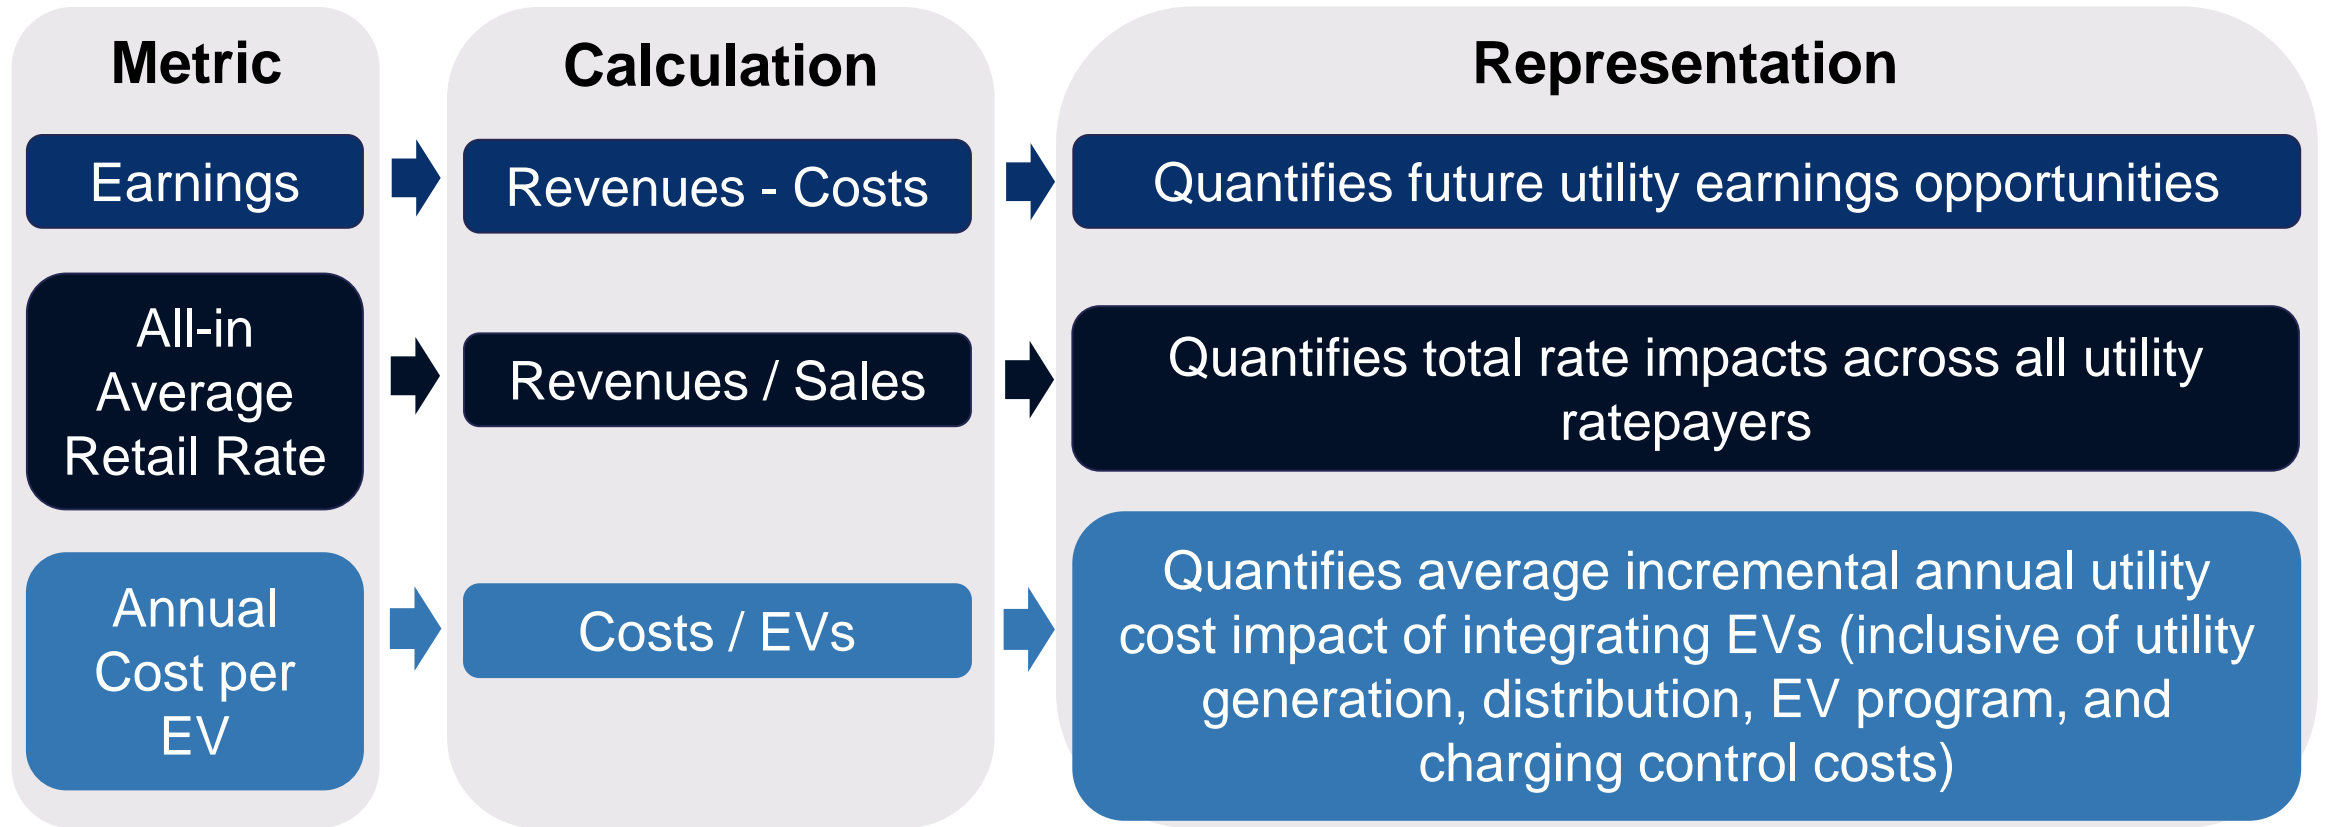 Metric
Calculation
Representation
Earnings
Revenues - Costs
Quantifies future utility earnings opportunities
All-in
Average
Retail Rate
Revenues / Sales
Quantifies total rate impacts across all utility
ratepayers
Annual
Cost per
EV
Costs / EVs
Quantifies average incremental annual utility
cost impact of integrating EVs (inclusive of utility
generation, distribution, EV program, and
charging control costs)